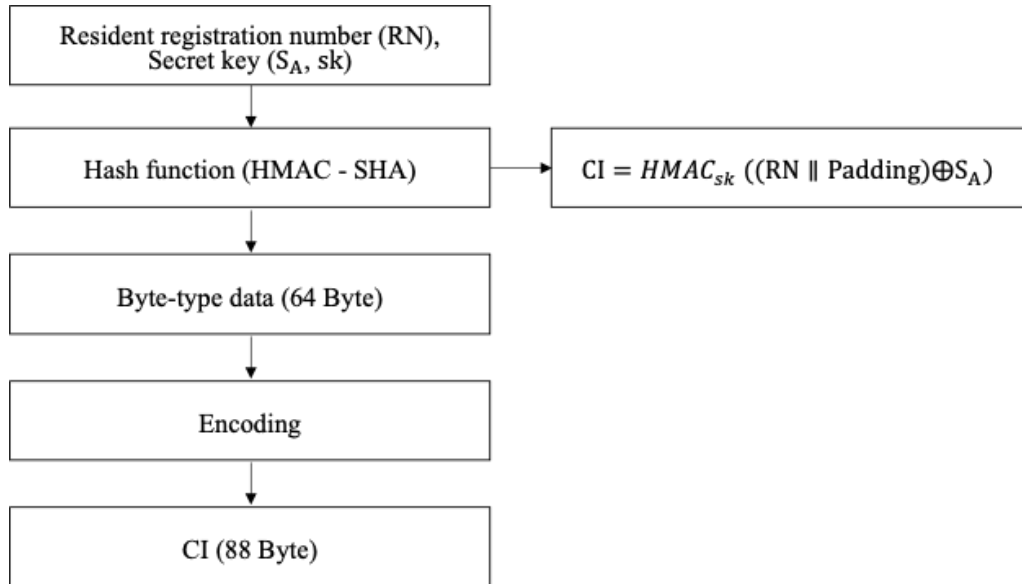 Resident registration number (RN),
Secret key (S_A, sk)
Hash function (HMAC - SHA)
CI = HMAC_sk ((RN ∥ Padding)⊕S_A)
Byte-type data (64 Byte)
Encoding
CI (88 Byte)